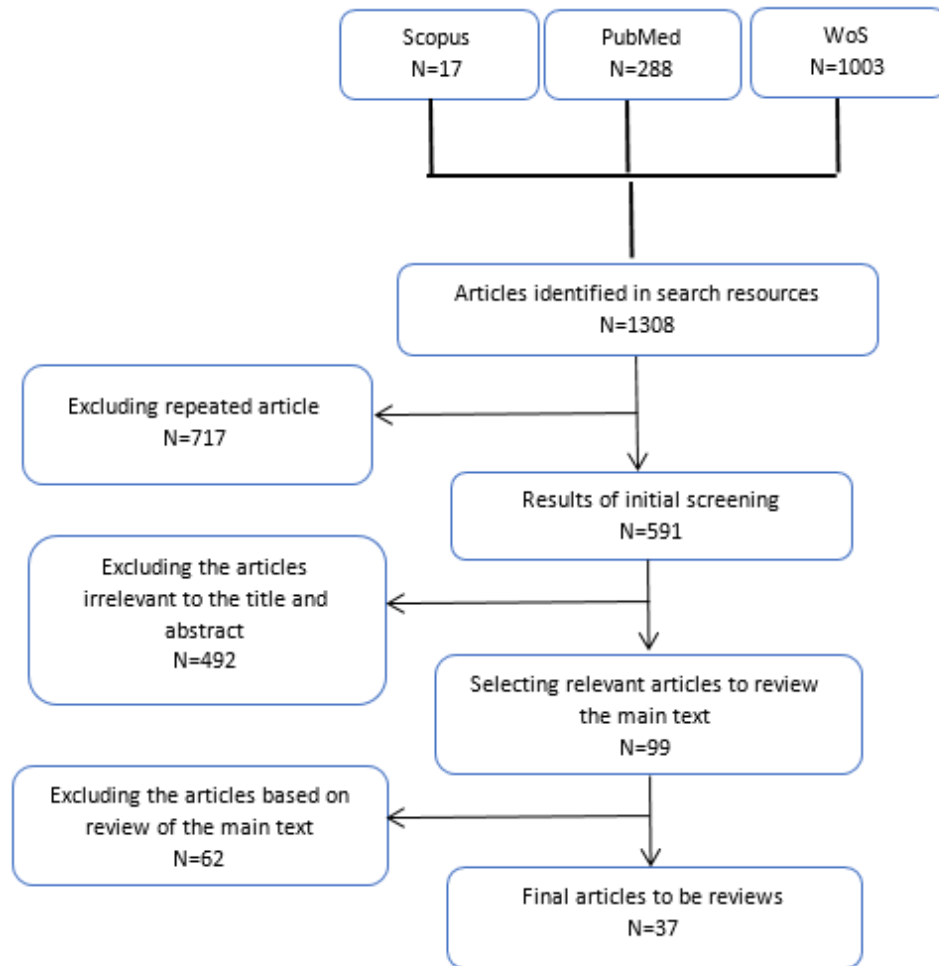 Scopus
N=17
PubMed
N=288
WoS
N=1003
Articles identified in search resources
N=1308
Excluding repeated article
N=717
Results of initial screening
N=591
Excluding the articles
irrelevant to the title and
abstract
N=492
Selecting relevant articles to review
the main text
N=99
Excluding the articles based on
review of the main text
N=62
Final articles to be reviews
N=37